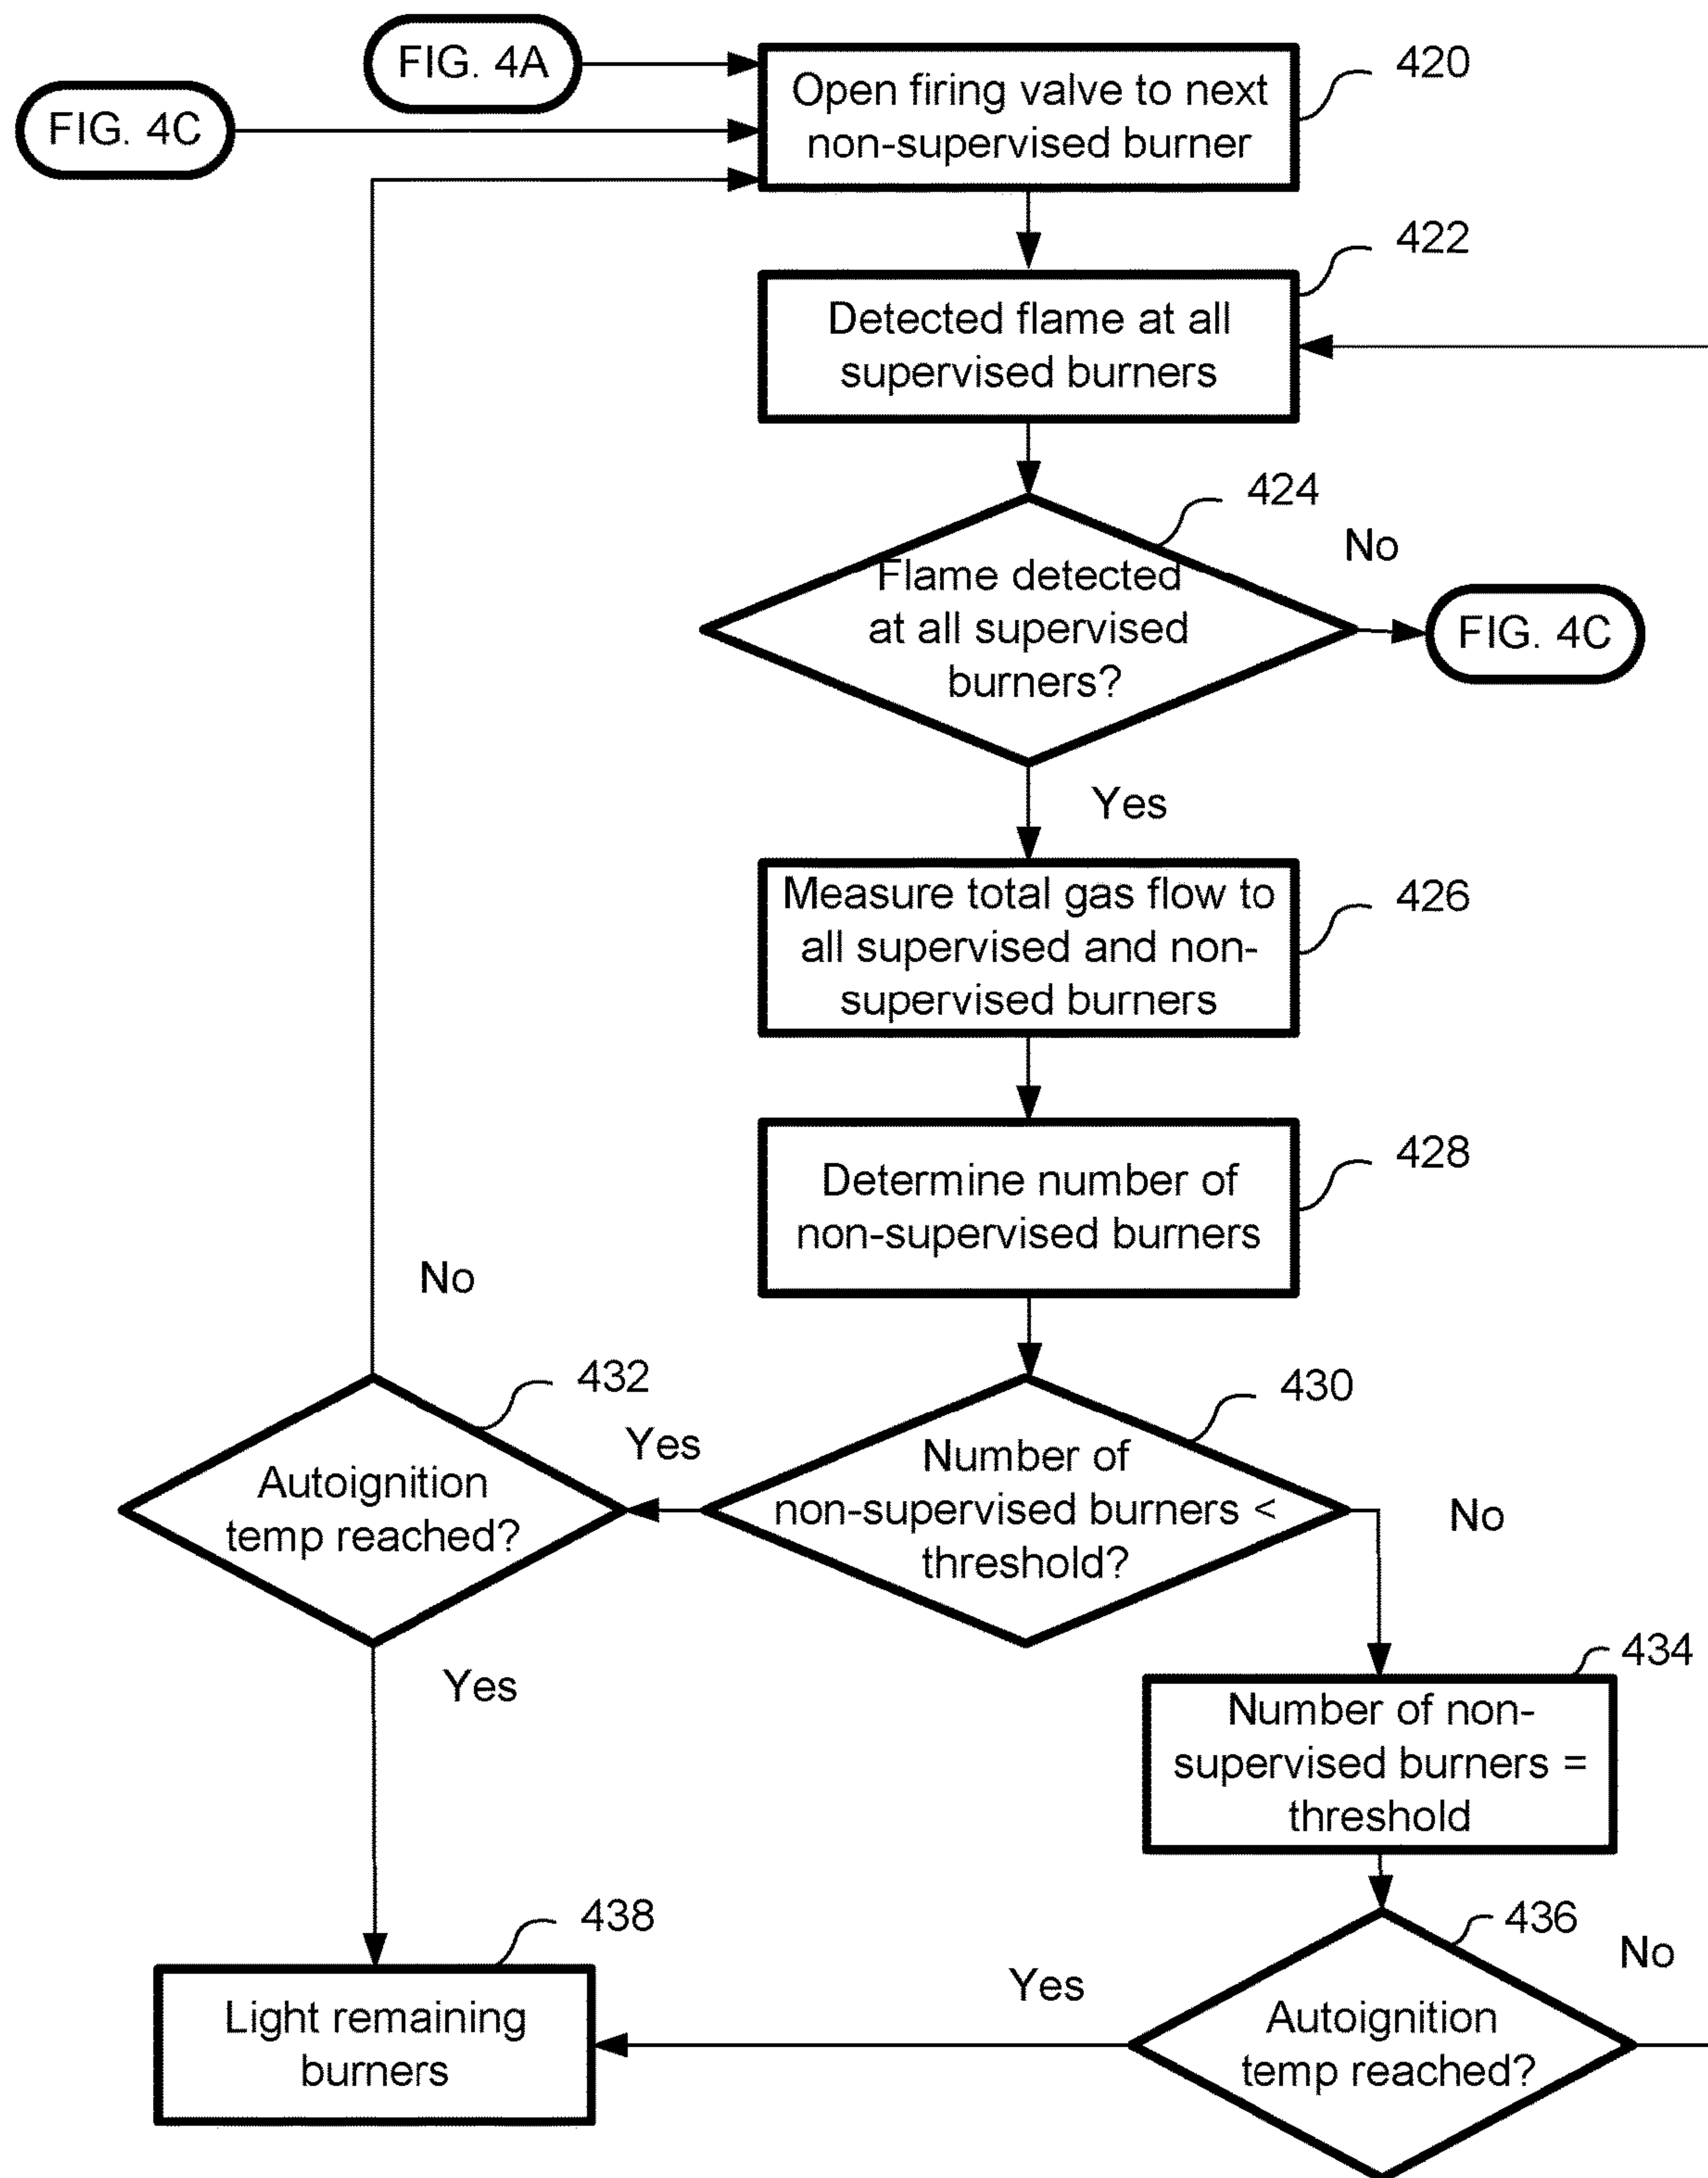 FIG. 4A
FIG. 4C
Open firing valve to next
non-supervised burner
420
Detected flame at all
supervised burners
422
Flame detected
at all supervised
burners?
424
No
FIG. 4C
Yes
Measure total gas flow to
all supervised and non-
supervised burners
426
Determine number of
non-supervised burners
428
No
Autoignition
temp reached?
432
Yes
Number of
non-supervised burners <
threshold?
430
No
Yes
Number of non-
supervised burners =
threshold
434
Light remaining
burners
438
Yes
Autoignition
temp reached?
436
No